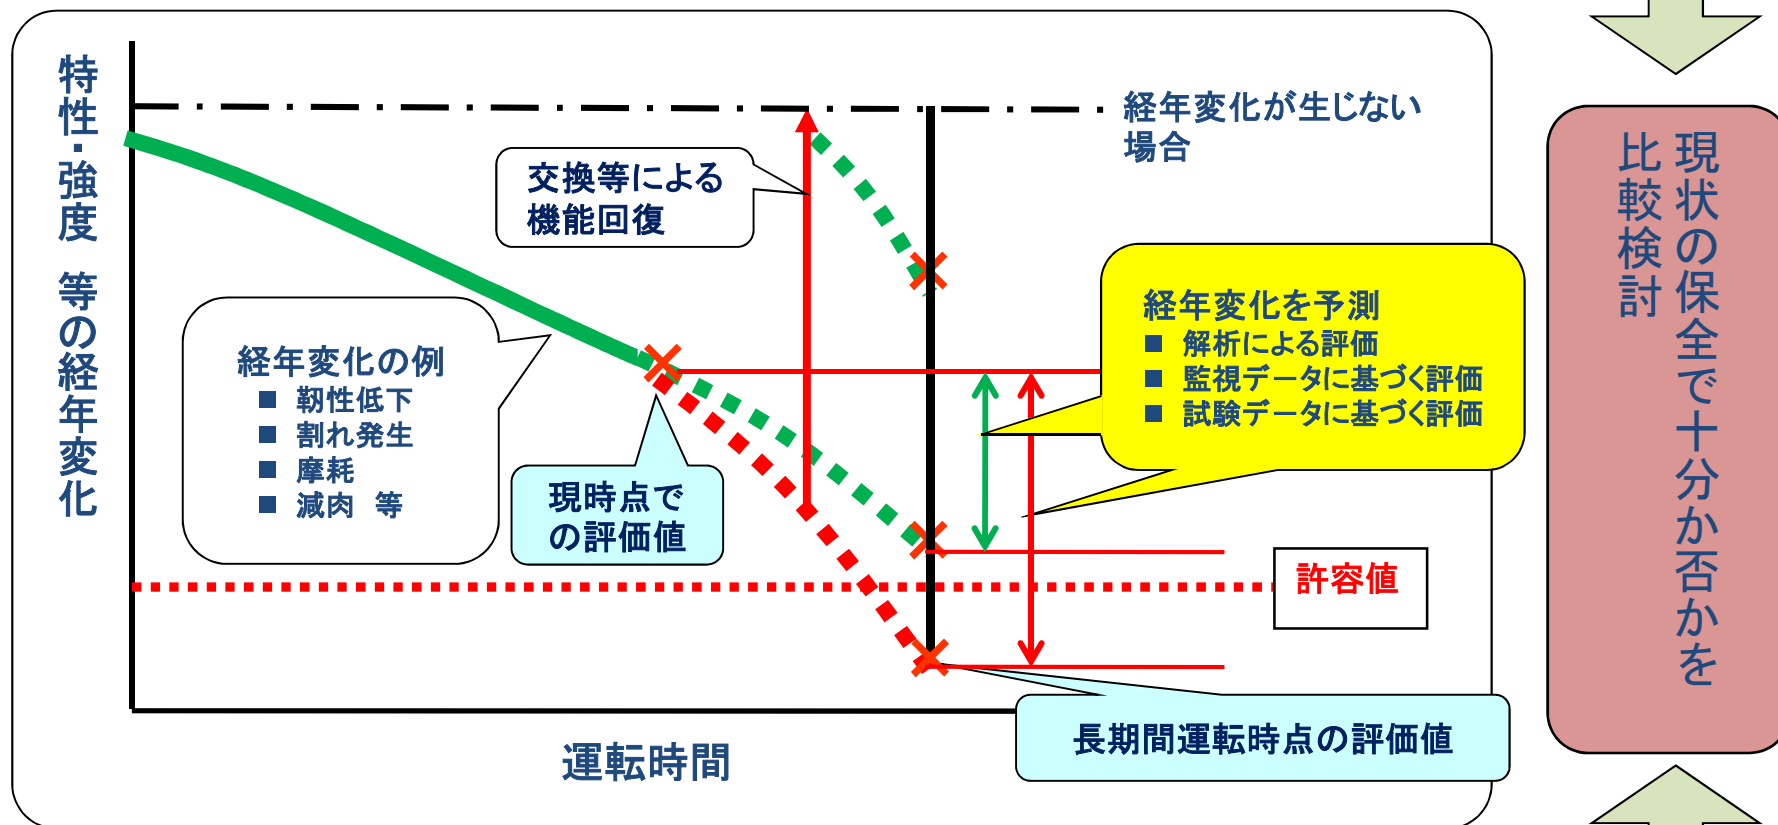 特性・強度 等の経年変化
経年変化が生じない
場合
交換等による
機能回復
経年変化の例
■ 靭性低下
■ 割れ発生
■ 摩耗
■ 減肉 等
現時点で
の評価値
経年変化を予測
■ 解析による評価
■ 監視データに基づく評価
■ 試験データに基づく評価
許容値
長期間運転時点の評価値
運転時間
現状の保全で十分か否かを
比較検討